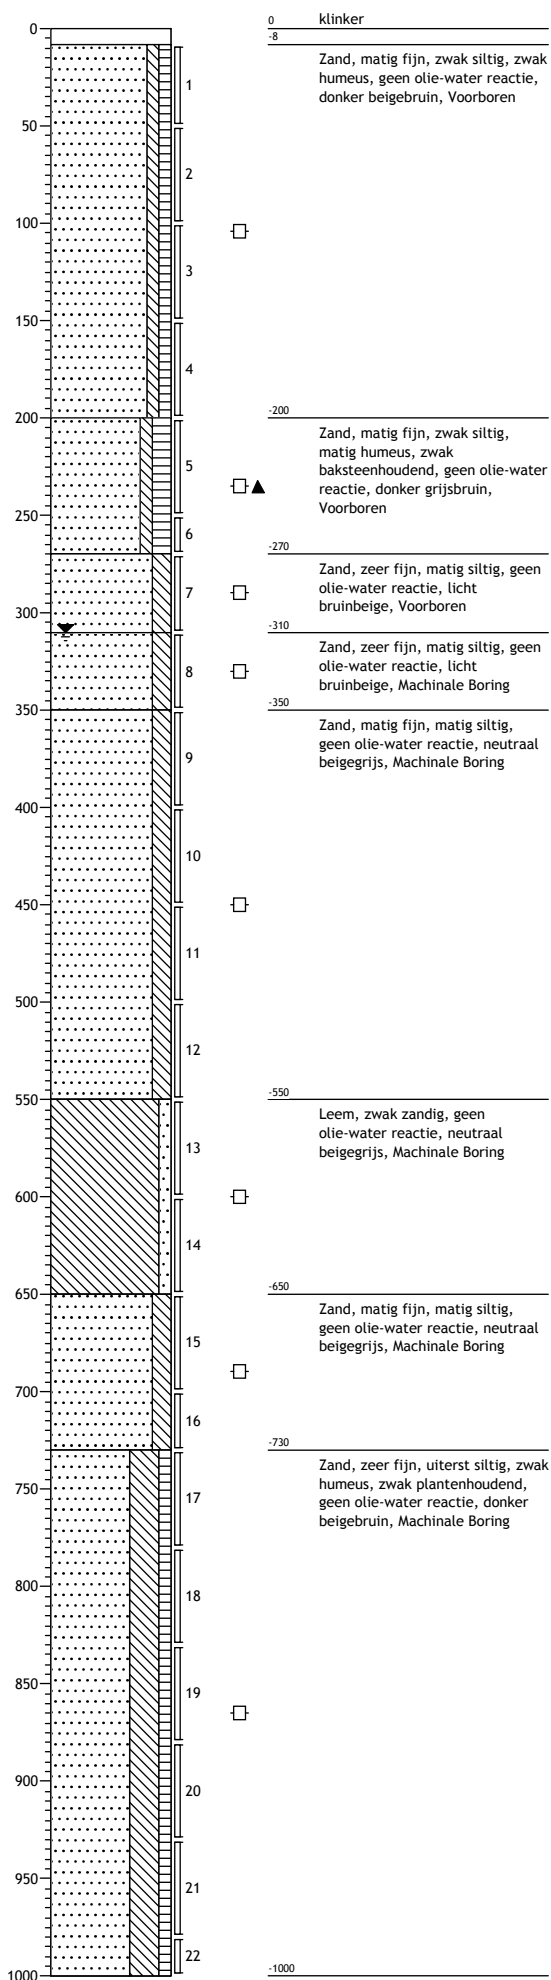 0
klinker
0
-8
Zand, matig fijn, zwak siltig, zwak
humeus, geen olie-water reactie,
donker beigebruin, Voorboren
1
50
2
100
3
150
4
200
-200
Zand, matig fijn, zwak siltig,
matig humeus, zwak
baksteenhoudend, geen olie-water
reactie, donker grijsbruin,
Voorboren
5
250
6
-270
Zand, zeer fijn, matig siltig, geen
olie-water reactie, licht
bruinbeige, Voorboren
7
300
-310
Zand, zeer fijn, matig siltig, geen
olie-water reactie, licht
bruinbeige, Machinale Boring
8
350
-350
Zand, matig fijn, matig siltig,
geen olie-water reactie, neutraal
beigegrijs, Machinale Boring
9
400
10
450
11
500
12
550
-550
Leem, zwak zandig, geen
olie-water reactie, neutraal
beigegrijs, Machinale Boring
13
600
14
650
-650
Zand, matig fijn, matig siltig,
geen olie-water reactie, neutraal
beigegrijs, Machinale Boring
15
700
16
-730
Zand, zeer fijn, uiterst siltig, zwak
humeus, zwak plantenhoudend,
geen olie-water reactie, donker
beigebruin, Machinale Boring
750
17
800
18
850
19
900
20
950
21
22
1000
-1000